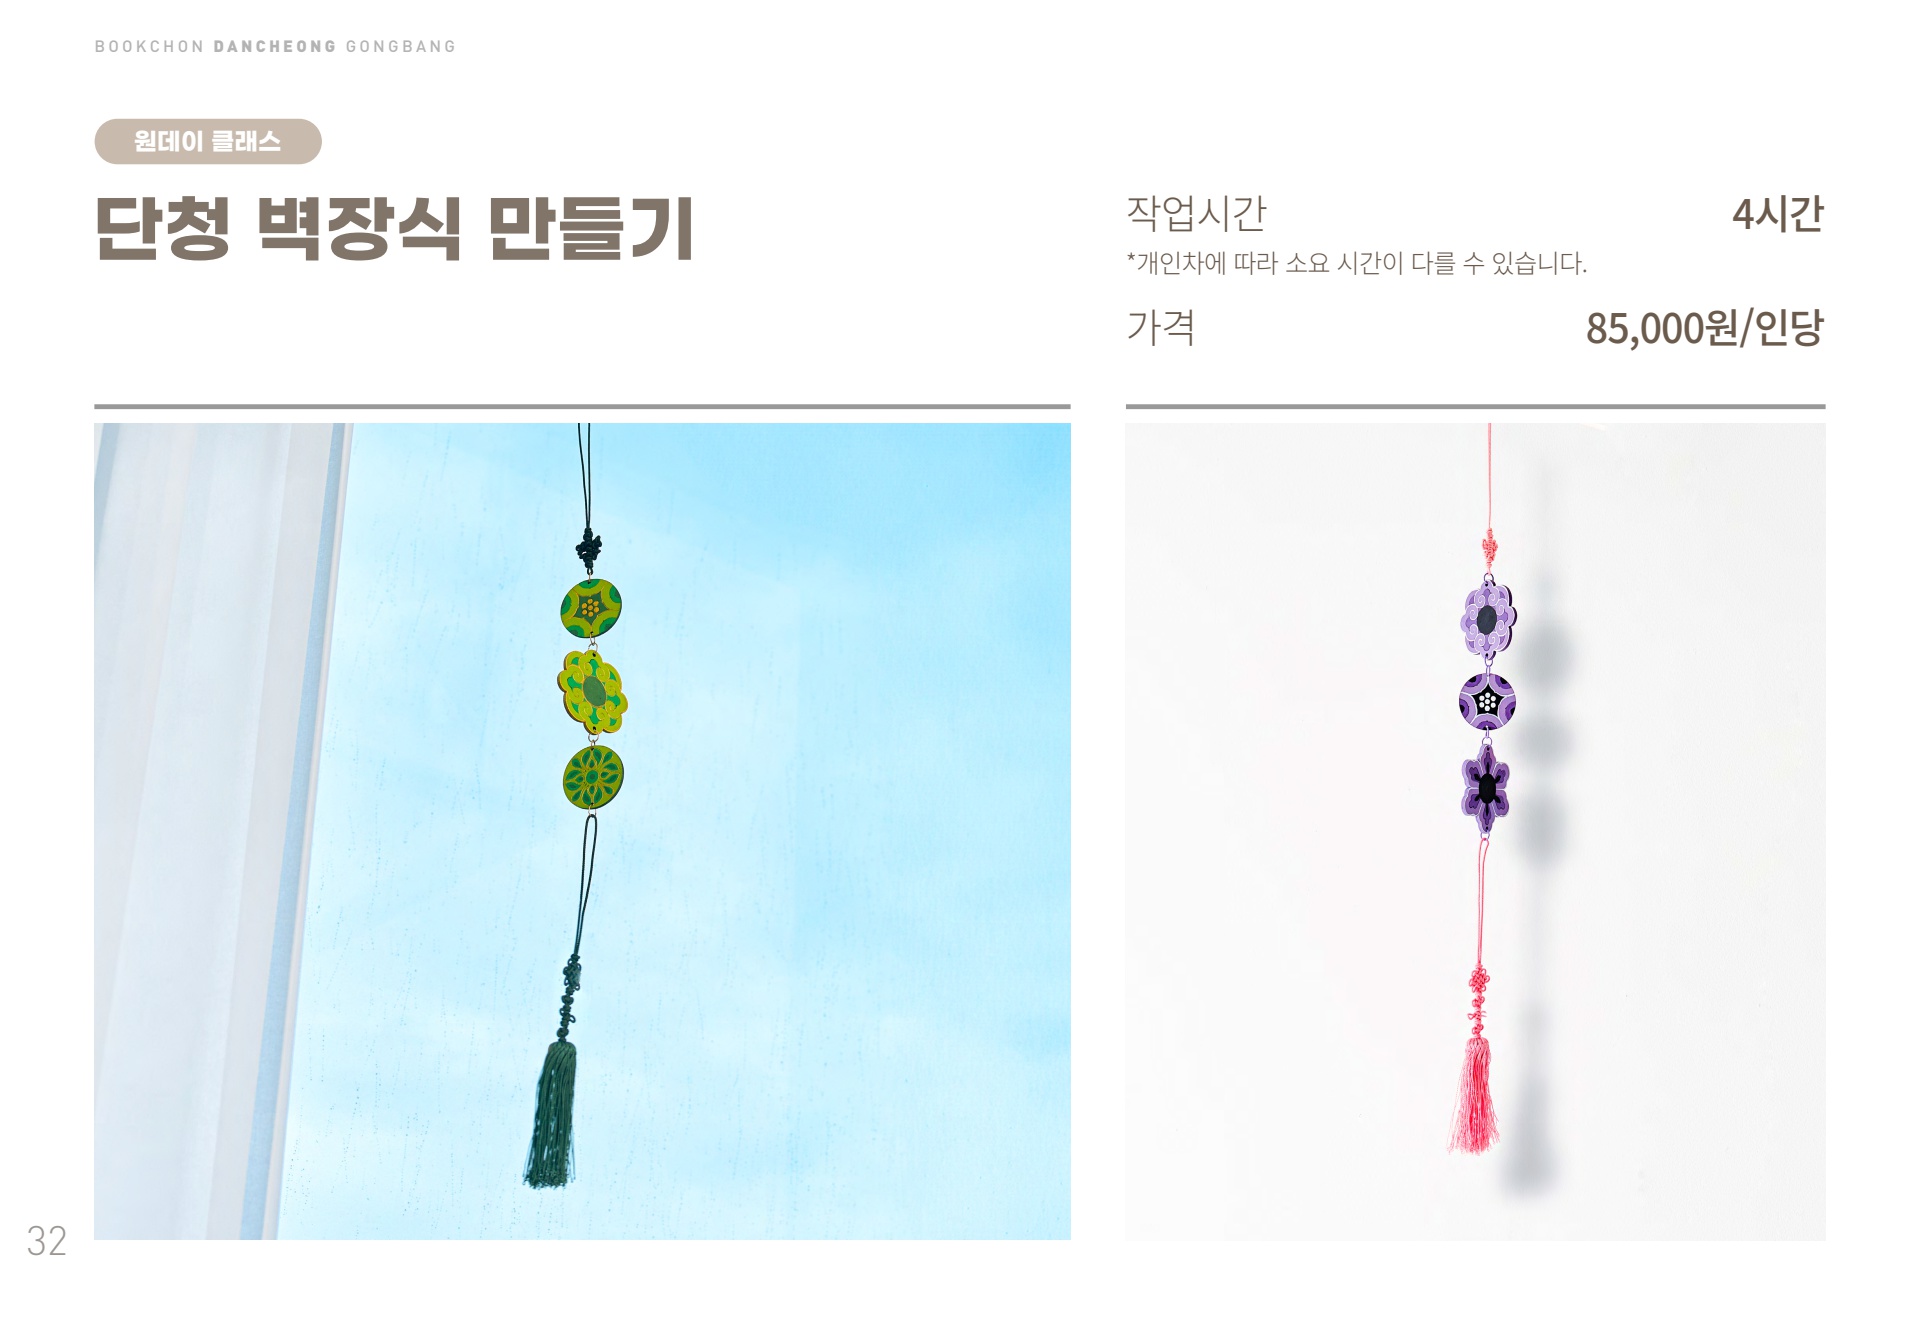 BOOKCHON DANCHEONG GONGBANG
원데이 클래스
단청 벽장식 만들기
작업시간 4시간
*개인차에 따라 소요 시간이 다를 수 있습니다.
가격 85,000원/인당
32